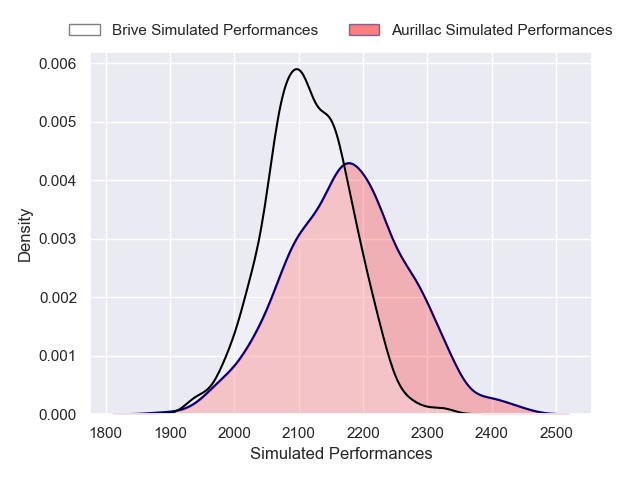 Brive Simulated Performances
Aurillac Simulated Performances
0.006
0.005
0.004
0.003
0.002
0.001
0.000
Density
1800 1900 2000 2100 2200 2300 2400 2500
Simulated Performances